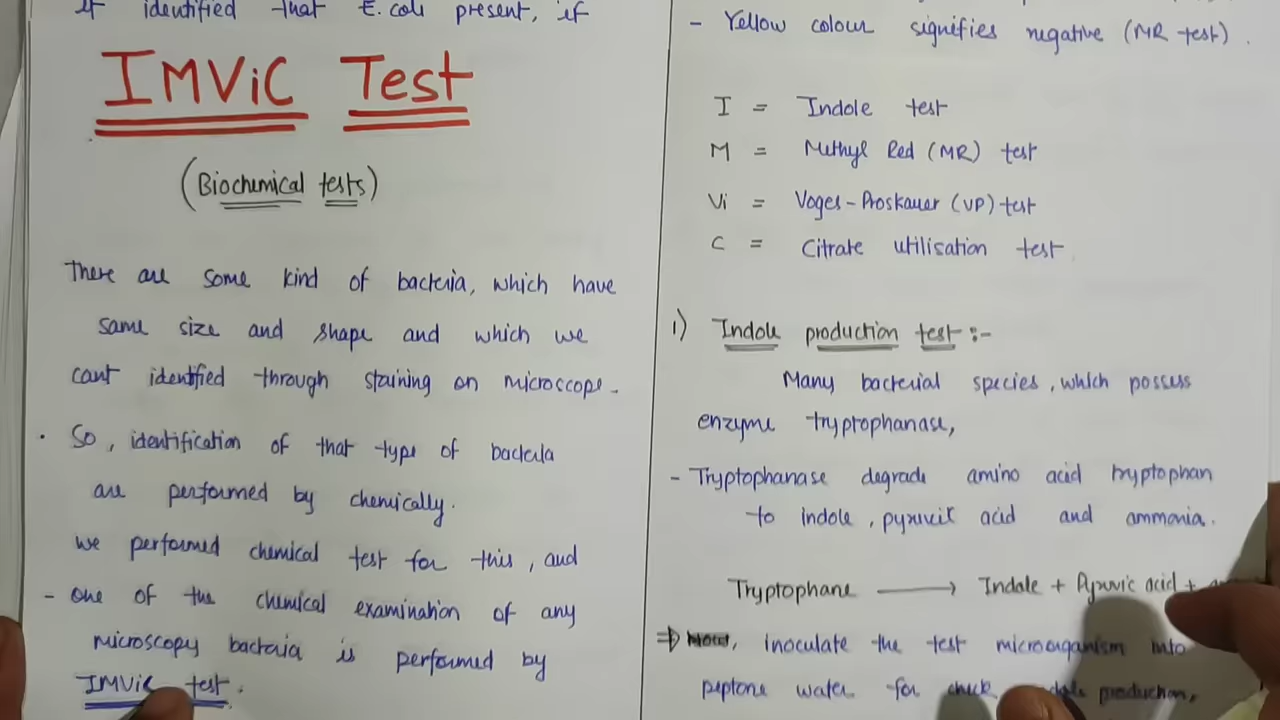 if identified that E. coli present, if
IMViC Test
(Biochemical tests)
There are some kind of bacteria, which have
same size and shape and which we
cant identified through staining on microscope.
. So, identification of that type of bacteria
are performed by chemically.
we performed chemical test for this, and
- one of the chemical examination of any
microscopy bacteria is performed by
IMViC test.
- Yellow colour signifies negative (MR test).
I = Indole test
M = Methyl Red (MR) test
Vi = Voges-Proskauer (VP) test
C = Citrate utilisation test
1) Indole production test :-
Many bacterial species, which possess
enzyme tryptophanase,
- Tryptophanase degrade amino acid tryptophan
to indole, pyruvic acid and ammonia.
Tryptophane ⟶ Indole + Pyruvic acid +
⇒ inoculate the test microorganism into
peptone water for check production,